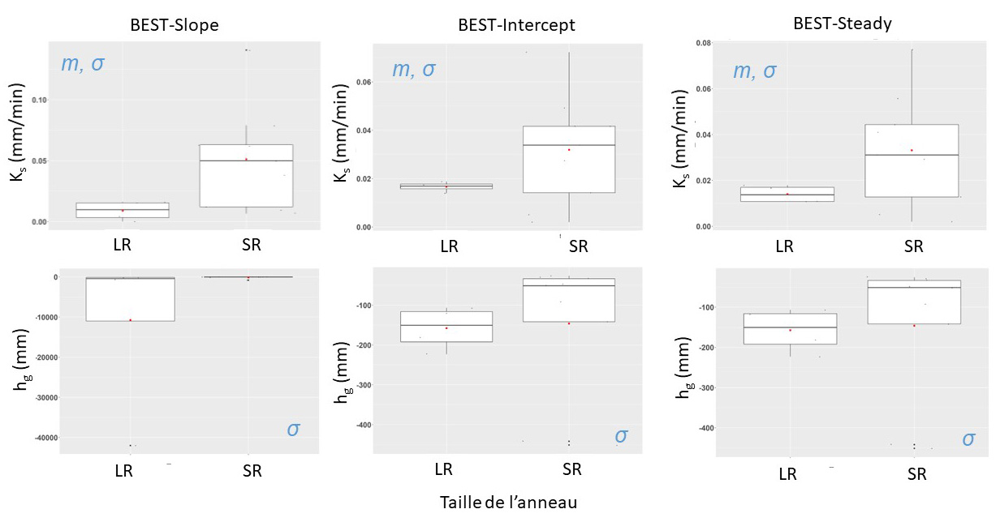 BEST-Slope
BEST-Intercept
BEST-Steady
m, σ
Ks (mm/min)
0.10
0.05
0.00
LR
SR
m, σ
Ks (mm/min)
0.06
0.04
0.02
0.00
LR
SR
m, σ
Ks (mm/min)
0.08
0.06
0.04
0.02
0.00
LR
SR
hg (mm)
0
-10000
-20000
-30000
-40000
σ
LR
SR
hg (mm)
-100
-200
-300
-400
σ
LR
SR
hg (mm)
-100
-200
-300
-400
σ
LR
SR
Taille de l’anneau